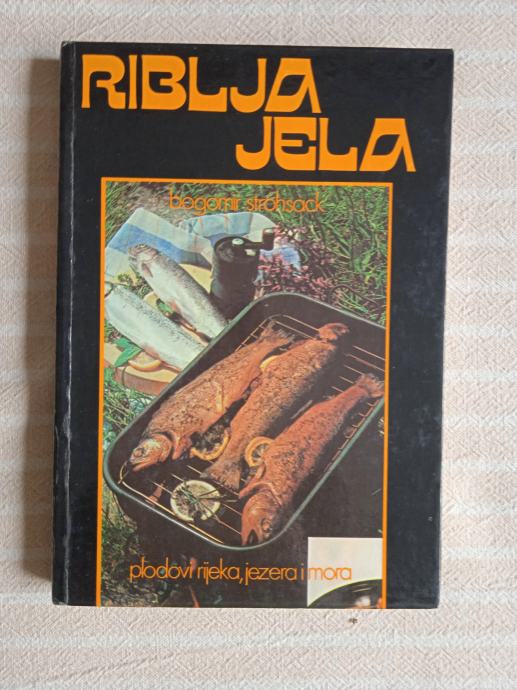 RIBLJA
JELA
bogomir strohsack
plodovi rijeka, jezera i mora